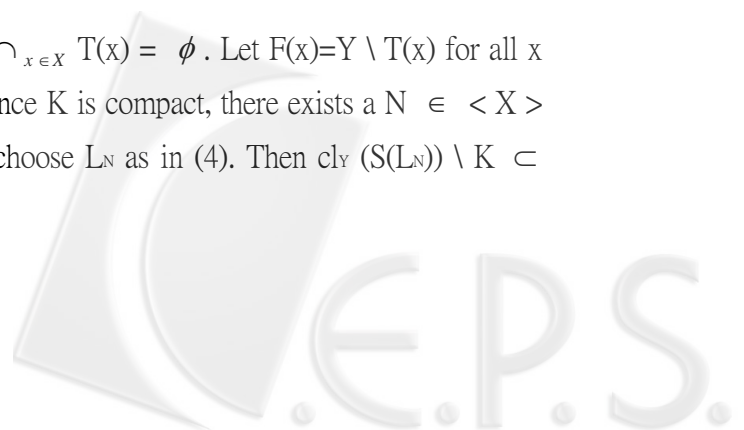 ∩ x∈X T(x) = ϕ. Let F(x)=Y \ T(x) for all x
nce K is compact, there exists a N ∈ <X>
choose LN as in (4). Then clY (S(LN)) \ K ⊂
C.E.P.S.